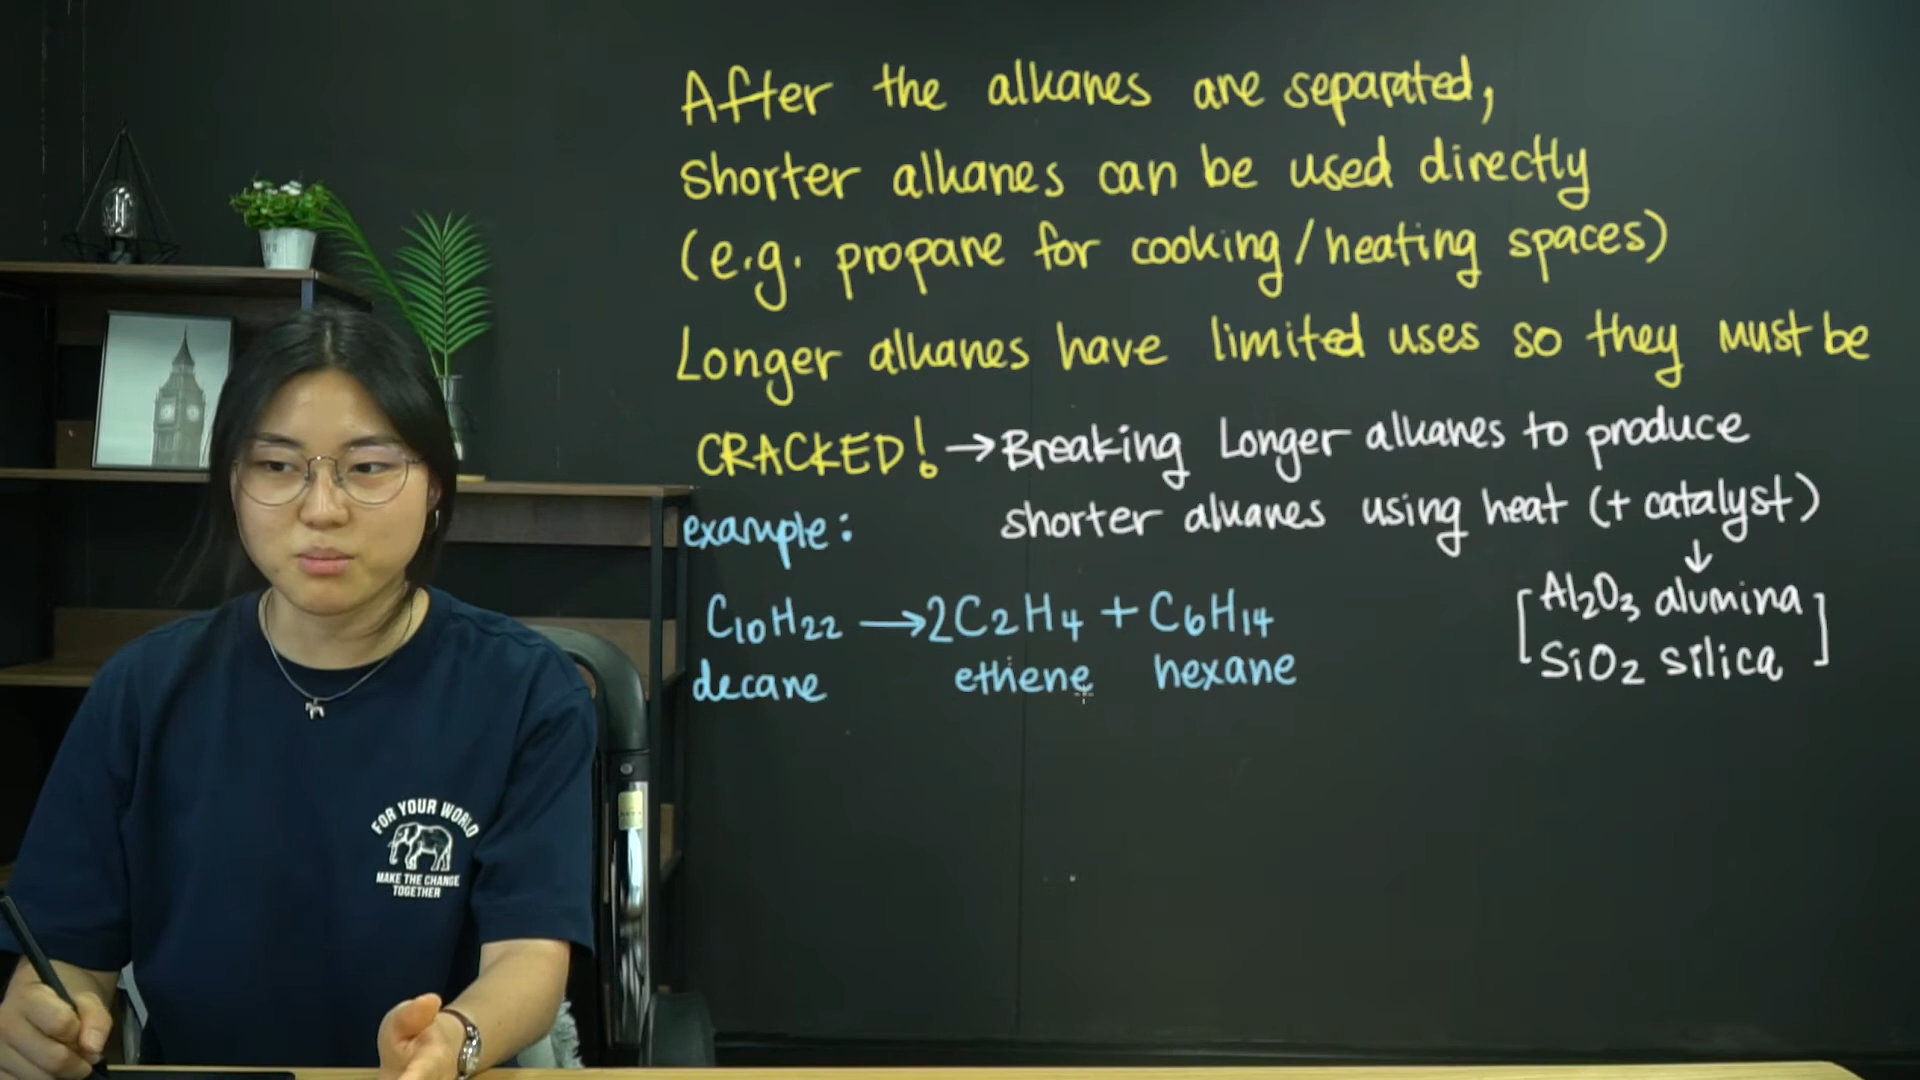 After the alkanes are separated,
shorter alkanes can be used directly
(e.g. propane for cooking/heating spaces)
Longer alkanes have limited uses so they must be
CRACKED! → Breaking Longer alkanes to produce
shorter alkanes using heat (+ catalyst)
↓
example:
C₁₀H₂₂ → 2C₂H₄ + C₆H₁₄
decane ethene hexane
[Al₂O₃ alumina
SiO₂ silica]
FOR YOUR WORLD
MAKE THE CHANGE
TOGETHER